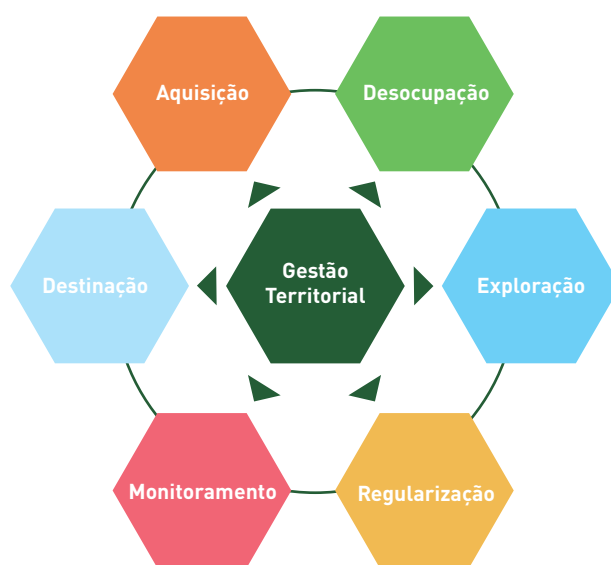 Aquisição
Desocupação
Destinação
Gestão
Territorial
Exploração
Monitoramento
Regularização